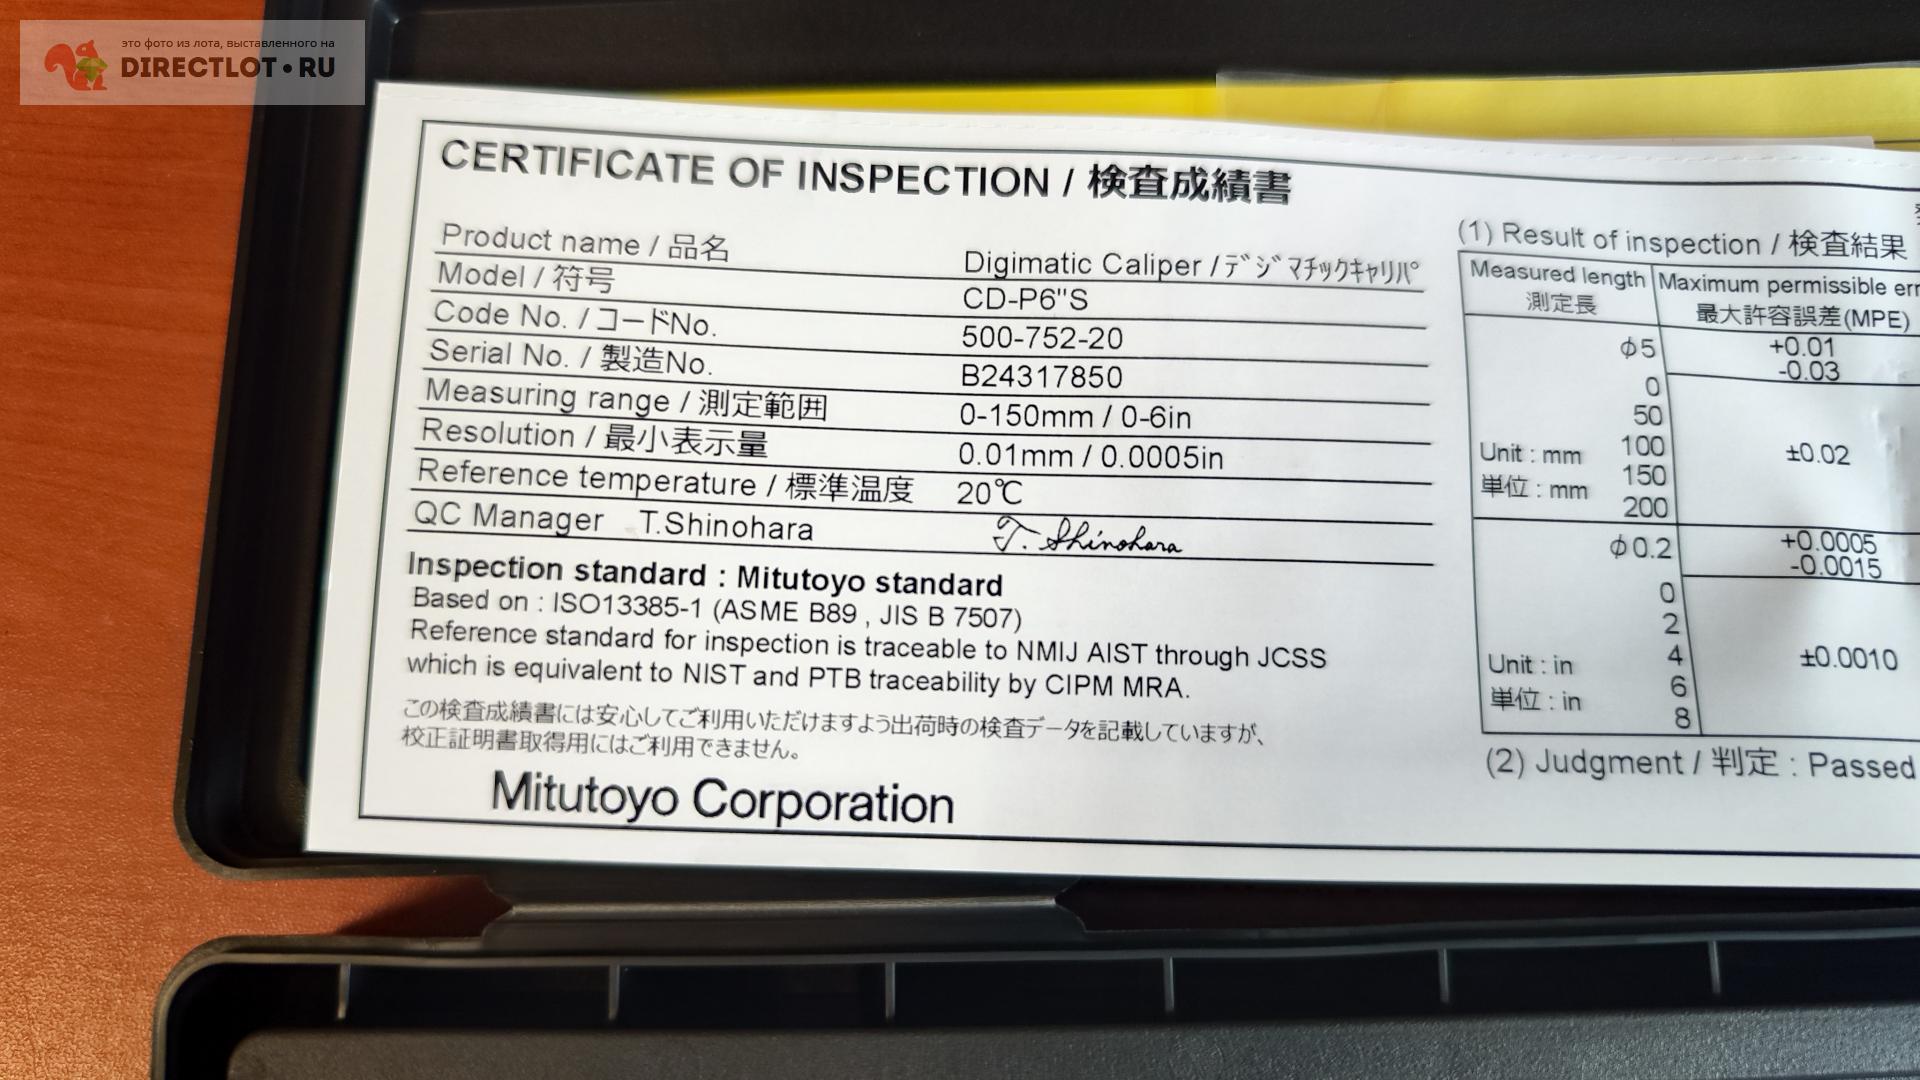 это фото из лота, выставленного на
DIRECTLOT • RU
CERTIFICATE OF INSPECTION / 検査成績書
Product name / 品名 Digimatic Caliper / ﾃﾞｼﾞﾏﾁｯｸｷｬﾘﾊﾟ
Model / 符号 CD-P6"S
Code No. / コードNo. 500-752-20
Serial No. / 製造No. B24317850
Measuring range / 測定範囲 0-150mm / 0-6in
Resolution / 最小表示量 0.01mm / 0.0005in
Reference temperature / 標準温度 20℃
QC Manager T.Shinohara T. Shinohara
Inspection standard : Mitutoyo standard
Based on : ISO13385-1 (ASME B89 , JIS B 7507)
Reference standard for inspection is traceable to NMIJ AIST through JCSS
which is equivalent to NIST and PTB traceability by CIPM MRA.
この検査成績書には安心してご利用いただけますよう出荷時の検査データを記載していますが、
校正証明書取得用にはご利用できません。
Mitutoyo Corporation
(1) Result of inspection / 検査結果
Measured length Maximum permissible err
測定長 最大許容誤差(MPE)
φ5 +0.01
-0.03
0
50
Unit : mm 100 ±0.02
単位 : mm 150
200
φ0.2 +0.0005
-0.0015
0
2
Unit : in 4 ±0.0010
単位 : in 6
8
(2) Judgment / 判定 : Passed